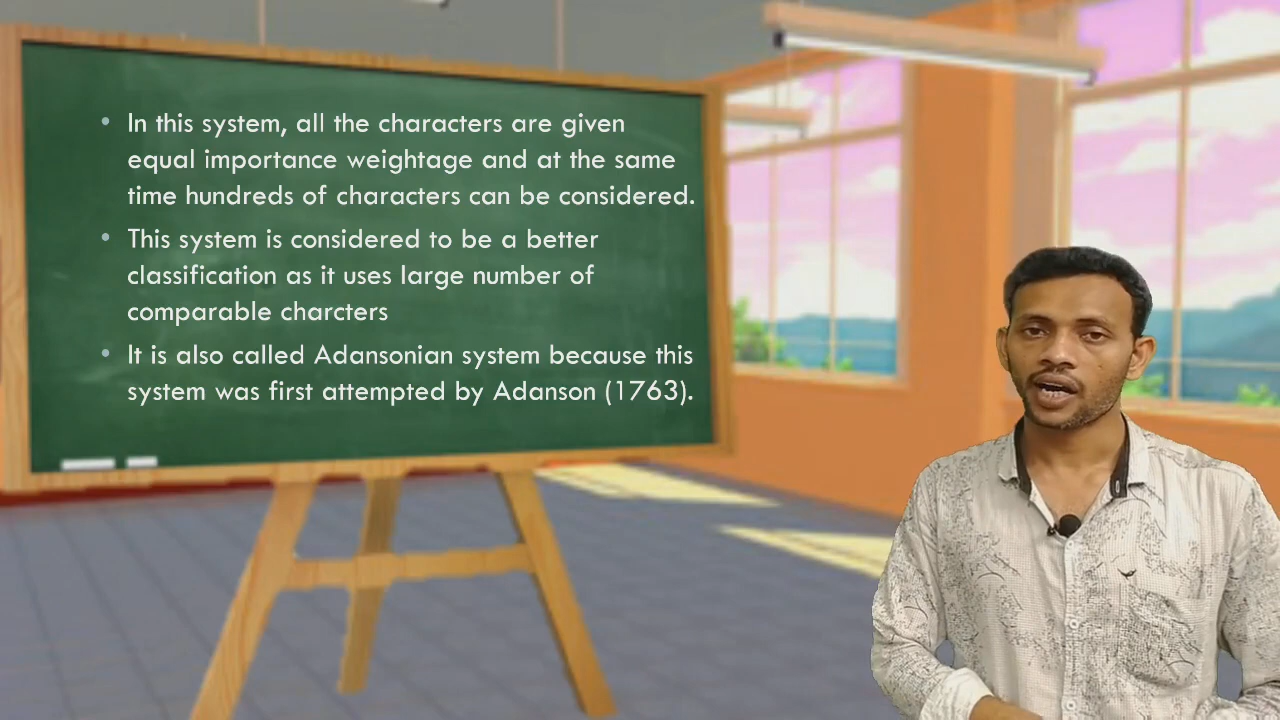 • In this system, all the characters are given
equal importance weightage and at the same
time hundreds of characters can be considered.
• This system is considered to be a better
classification as it uses large number of
comparable charcters
• It is also called Adansonian system because this
system was first attempted by Adanson (1763).